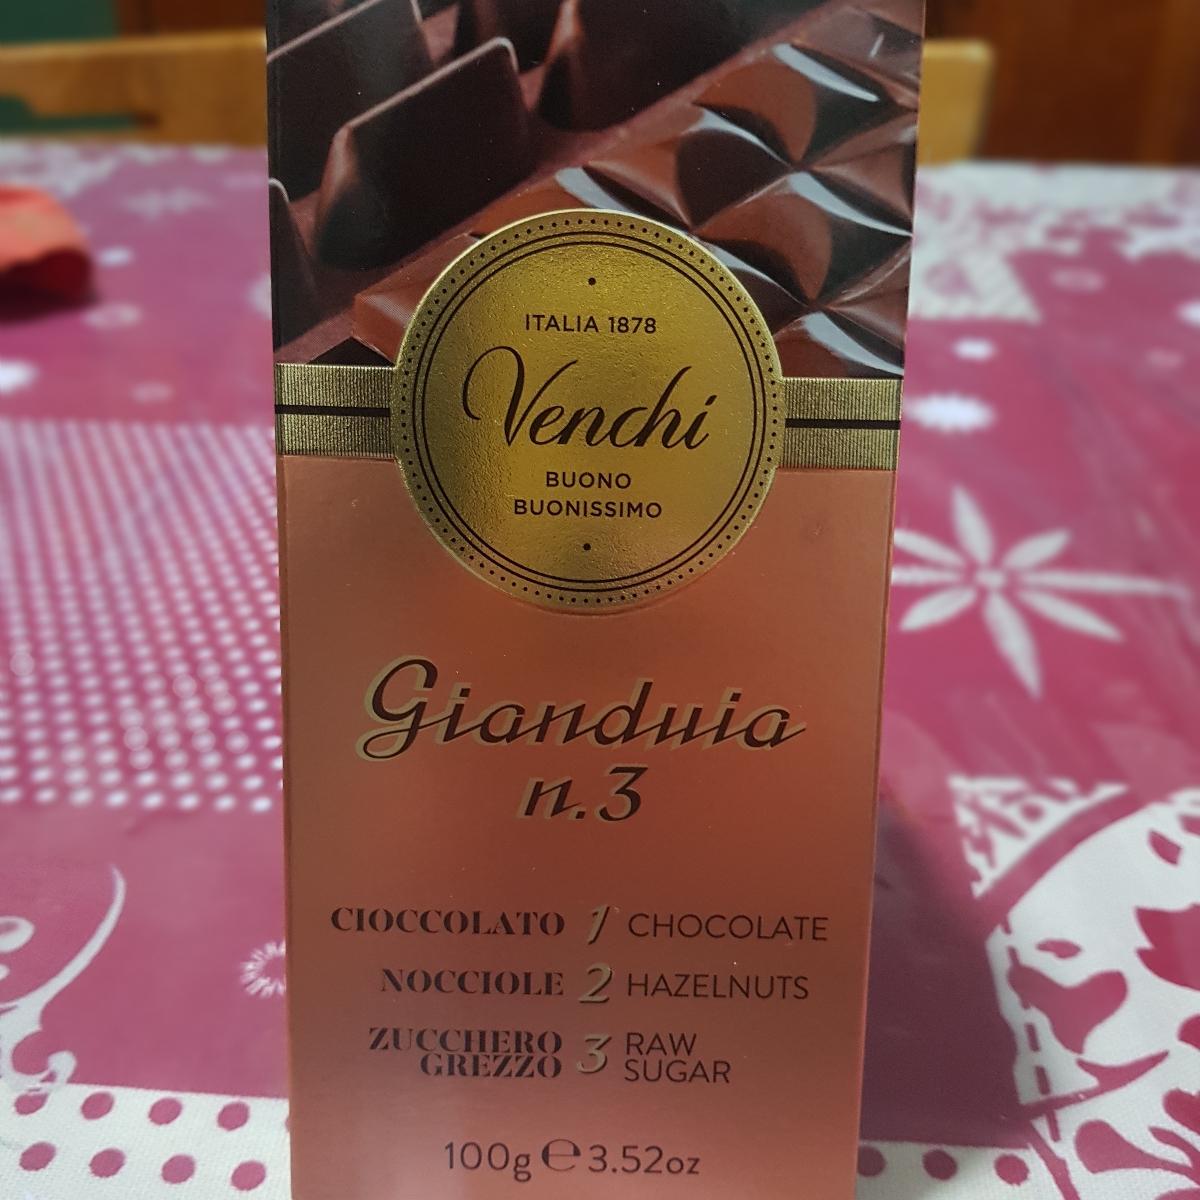 ITALIA 1878
Venchi
BUONO
BUONISSIMO
Gianduia
n.3
CIOCCOLATO 1 CHOCOLATE
NOCCIOLE 2 HAZELNUTS
ZUCCHERO GREZZO 3 RAW SUGAR
100g ℮ 3.52oz